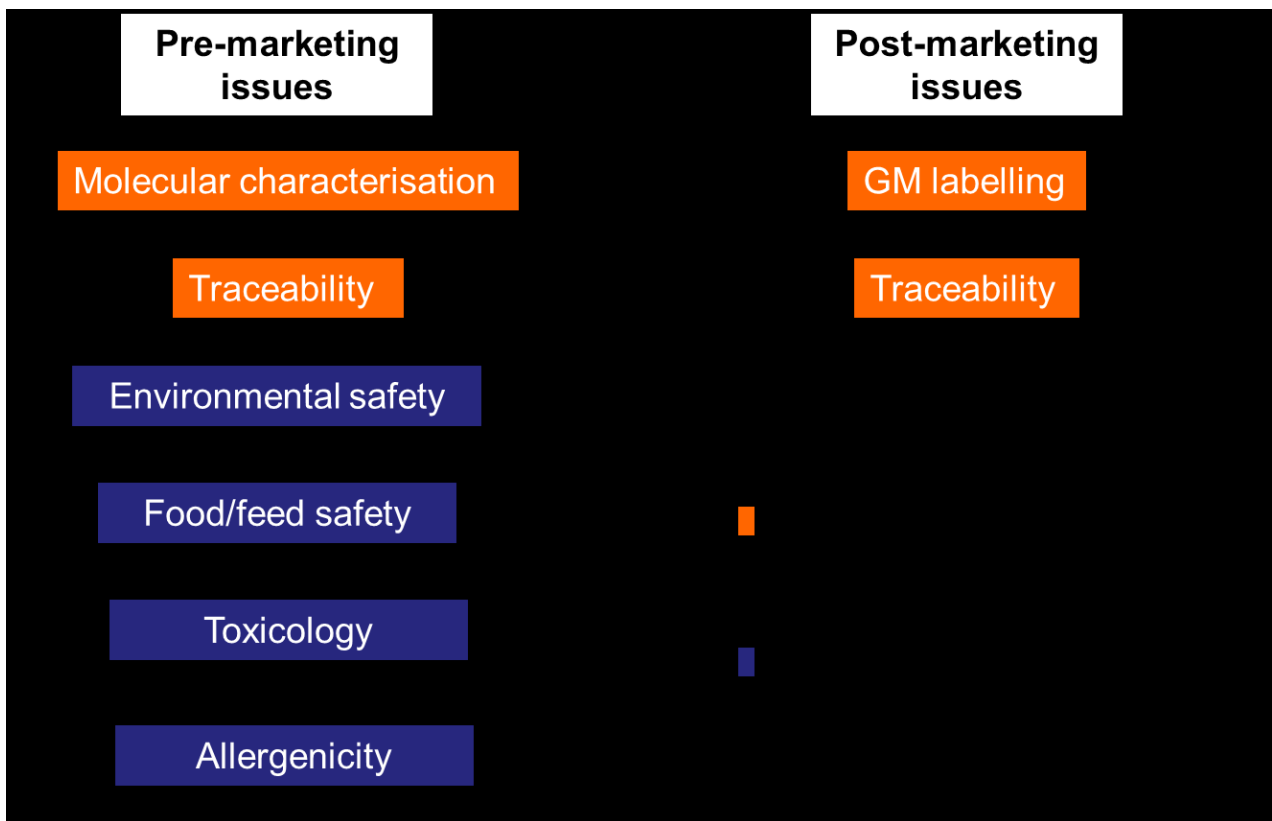 Pre-marketing
issues
Molecular characterisation
Traceability
Environmental safety
Food/feed safety
Toxicology
Allergenicity
Post-marketing
issues
GM labelling
Traceability